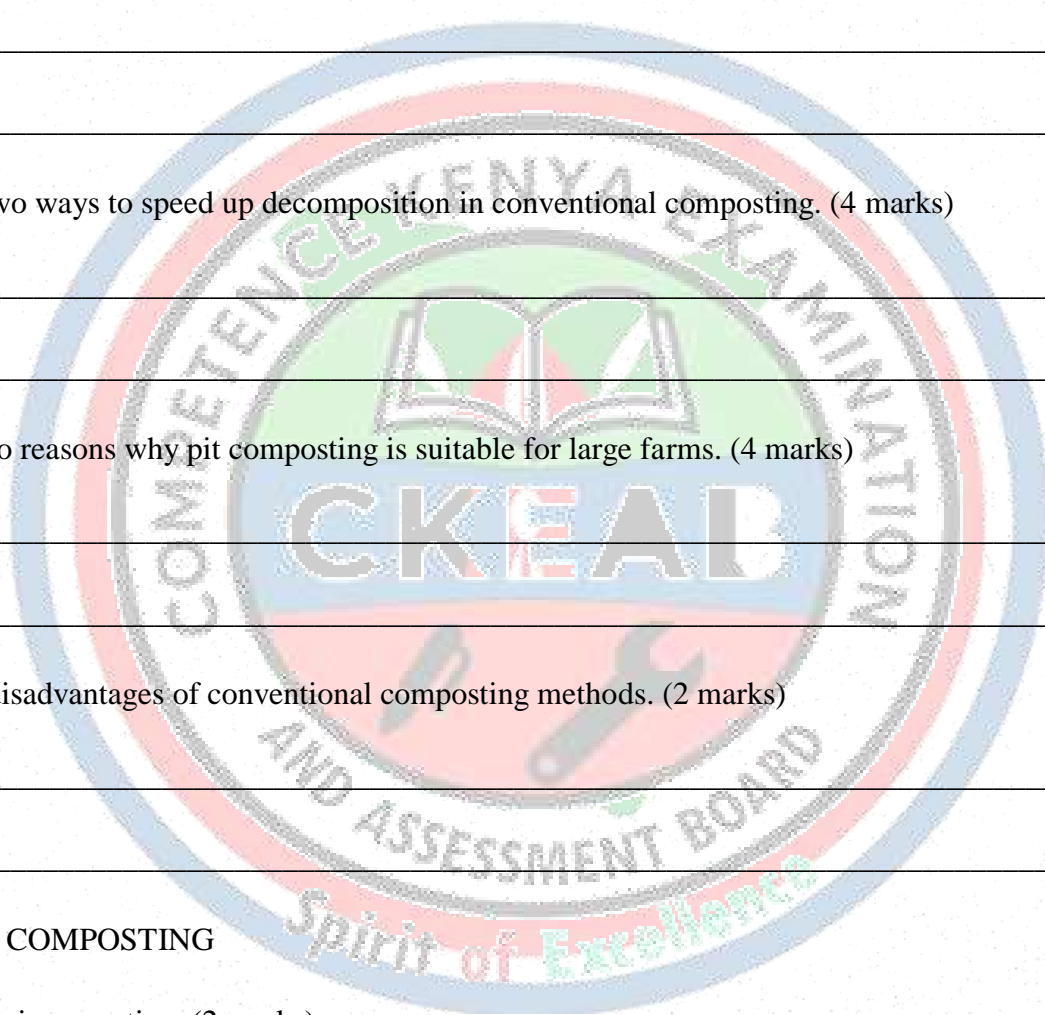 wo ways to speed up decomposition in conventional composting. (4 marks)
o reasons why pit composting is suitable for large farms. (4 marks)
isadvantages of conventional composting methods. (2 marks)
COMPOSTING
COMPETENCE KENYA EXAMINATION
CKEAB
AND ASSESSMENT BOARD
Spirit of Excellence